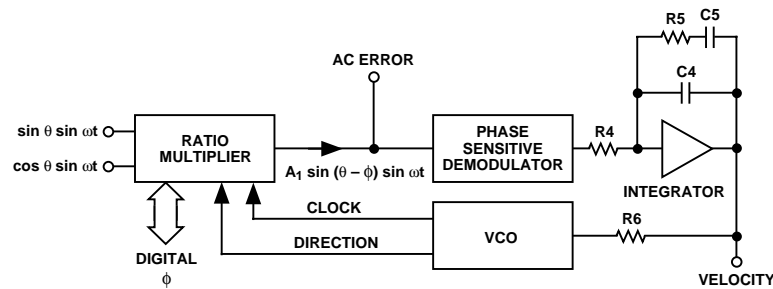 R5
C5
AC ERROR
C4
sin θ sin ωt
cos θ sin ωt
RATIO
MULTIPLIER
A1 sin (θ – ϕ) sin ωt
PHASE
SENSITIVE
DEMODULATOR
R4
INTEGRATOR
CLOCK
DIRECTION
VCO
R6
DIGITAL
ϕ
VELOCITY